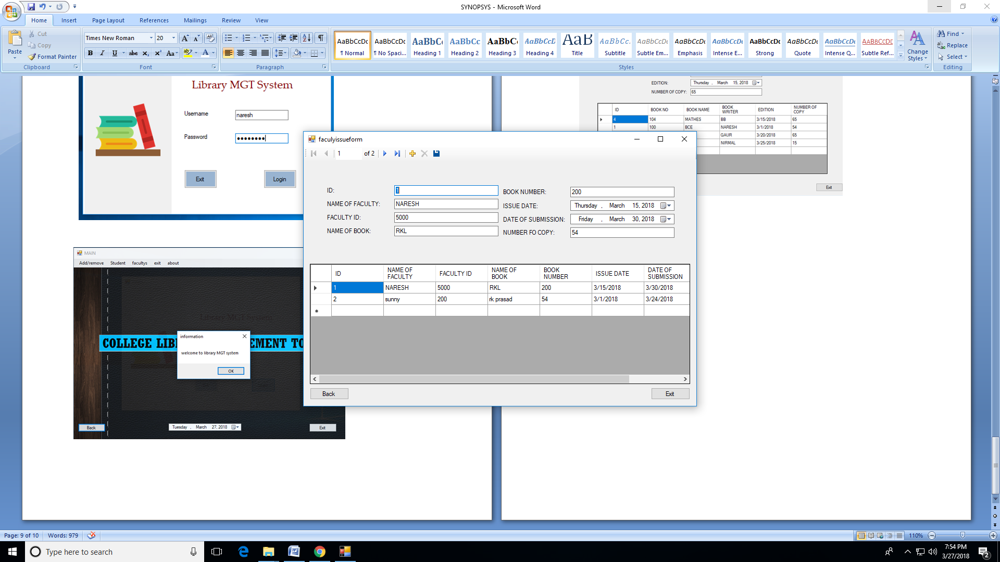 SYNOPSYS - Microsoft Word
Home Insert Page Layout References Mailings Review View
Paste
Cut
Copy
Format Painter
Clipboard
Times New Roman 20
Font
Paragraph
AaBbCcDc ¶ Normal
AaBbCcDc ¶ No Spaci...
AaBbC Heading 1
AaBbCc Heading 2
AaBbC Heading 3
AaBbCcD Heading 4
AaB Title
AaBbCc. Subtitle
AaBbCcDc Subtle Em...
AaBbCcDc Emphasis
AaBbCcDc Intense E...
AaBbCcDc Strong
AaBbCcDc Quote
AaBbCcDc Intense Q...
AABBCCDD Subtle Ref...
Change Styles
Styles
Find
Replace
Select
Editing
Library MGT System
Username naresh
Password
Exit Login
MAIN
Add/remove Student facultys exit about
Library MGT System
COLLEGE LIB EMENT TO
information
welcome to library MGT system
OK
Back Tuesday , March 27, 2018 Exit
EDITION: Thursday , March 15, 2018
NUMBER OF COPY: 65
ID BOOK NO BOOK NAME BOOK WRITER EDITION NUMBER OF COPY
4 104 MATHES BB 3/15/2018 65
1 100 BCE NARESH 3/1/2018 54
GAUR 3/20/2018 65
NIRMAL 3/25/2018 15
Exit
faculyissueform
1 of 2
ID: 1 BOOK NUMBER: 200
NAME OF FACULTY: NARESH ISSUE DATE: Thursday , March 15, 2018
FACULTY ID: 5000 DATE OF SUBMISSION: Friday , March 30, 2018
NAME OF BOOK: RKL NUMBER FO COPY: 54
ID NAME OF FACULTY FACULTY ID NAME OF BOOK BOOK NUMBER ISSUE DATE DATE OF SUBMISSION
1 NARESH 5000 RKL 200 3/15/2018 3/30/2018
2 sunny 200 rk prasad 54 3/1/2018 3/24/2018
Back Exit
Page: 9 of 10 Words: 979 110%
Type here to search
7:54 PM
3/27/2018
2